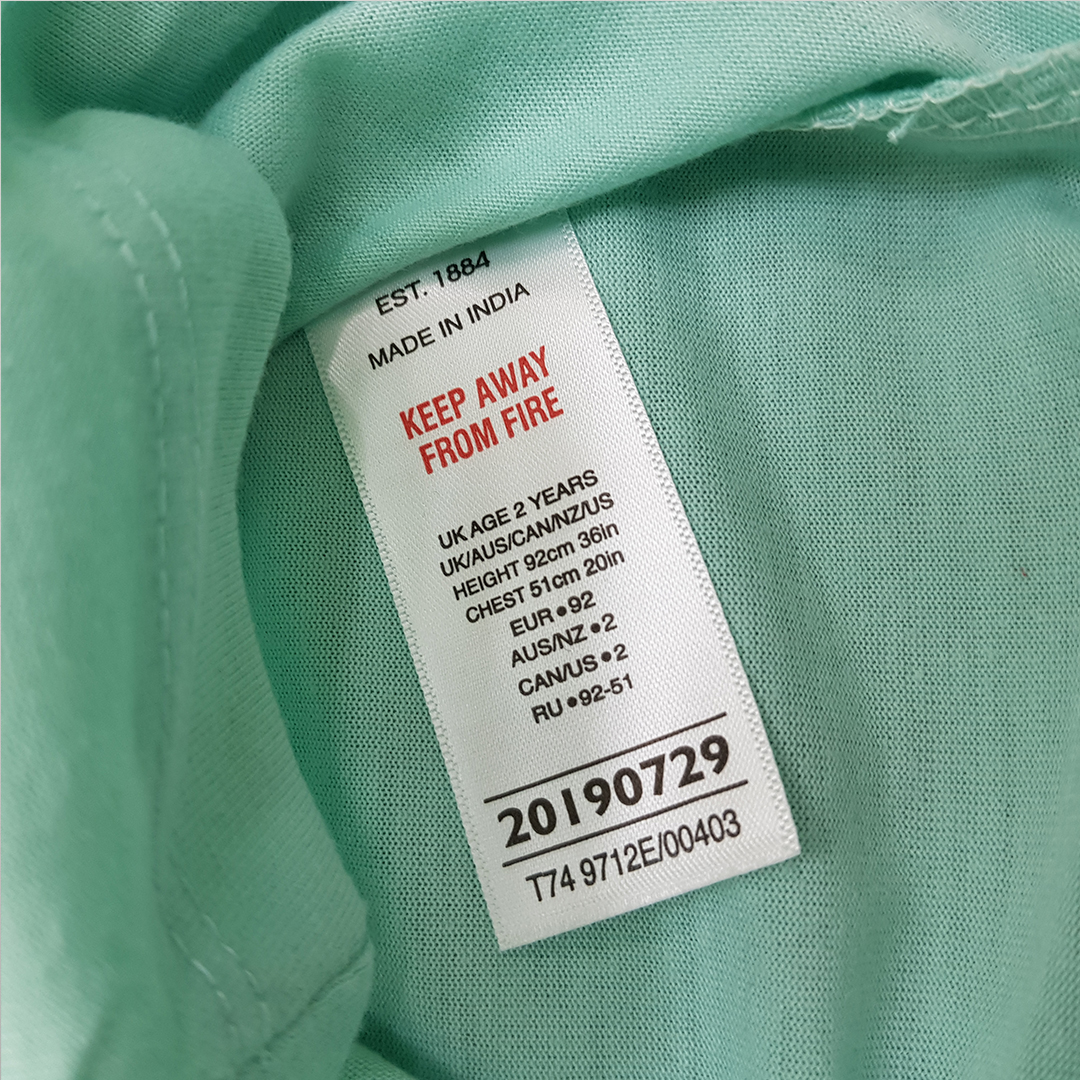 EST. 1884
MADE IN INDIA
KEEP AWAY
FROM FIRE
UK AGE 2 YEARS
UK/AUS/CAN/NZ/US
HEIGHT 92cm 36in
CHEST 51cm 20in
EUR•92
AUS/NZ•2
CAN/US•2
RU•92-51
20190729
T74 9712E/00403